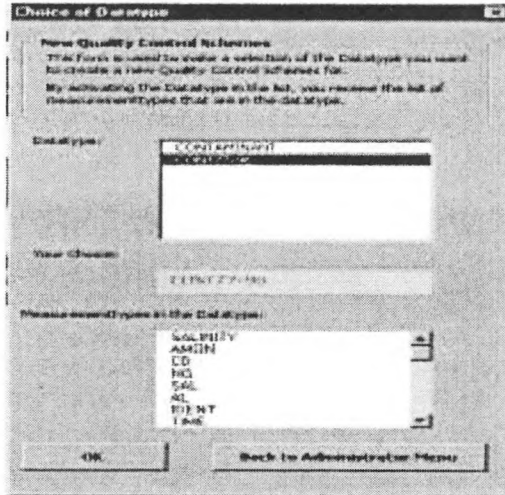 Choice of Datatype
New Quality Control Schemes
This form is used to make a selection of the Datatype you want
to create a new Quality Control schemes for.
By activating the Datatype in the list, you receive the list of
measurementtypes that are in the datatype.
Datatype:
CONTAMINANT
Your Choice:
Measurementtypes in the Datatype:
SALINITY
AMON
CD
HG
SAL
AL
IDENT
TIME
OK
Back to Administrator Menu